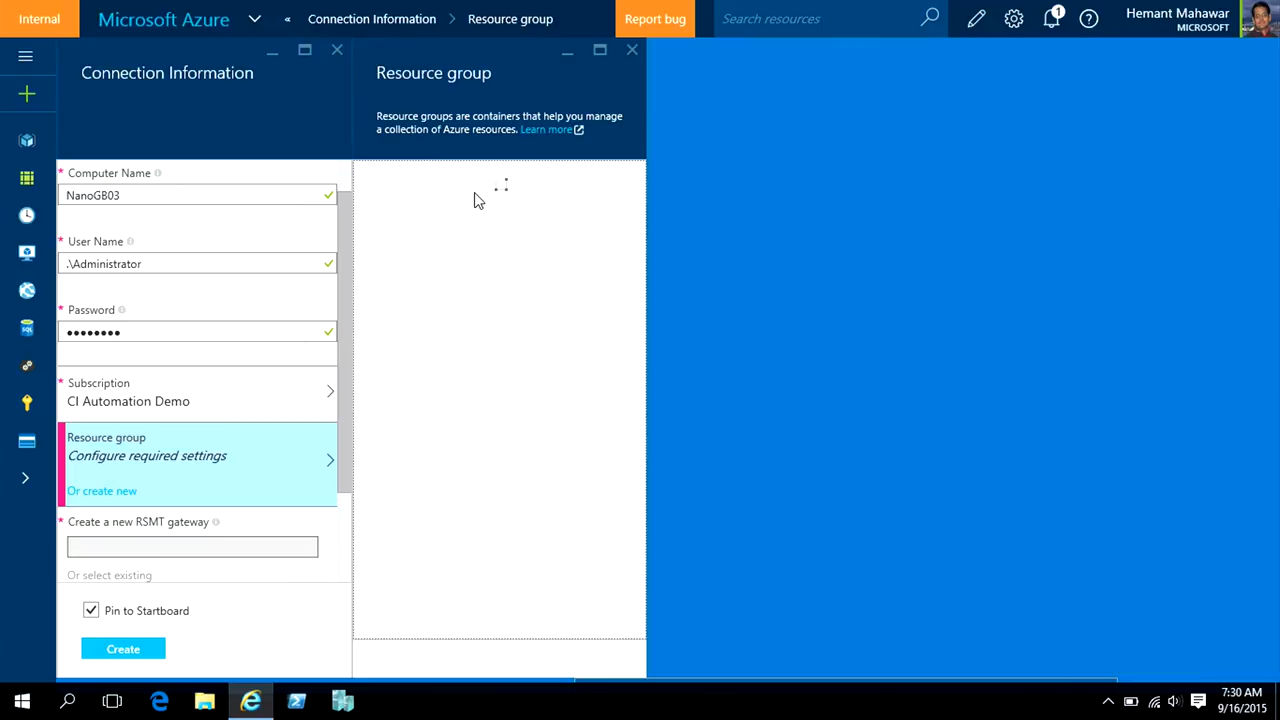 Internal
Microsoft Azure
« Connection Information > Resource group
Report bug
Search resources
1
Hemant Mahawar
MICROSOFT
Connection Information
* Computer Name
NanoGB03
* User Name
.\Administrator
* Password
••••••••
* Subscription
CI Automation Demo
Resource group
Configure required settings
Or create new
* Create a new RSMT gateway
Or select existing
Pin to Startboard
Create
Resource group
Resource groups are containers that help you manage
a collection of Azure resources. Learn more
SQL
7:30 AM
9/16/2015